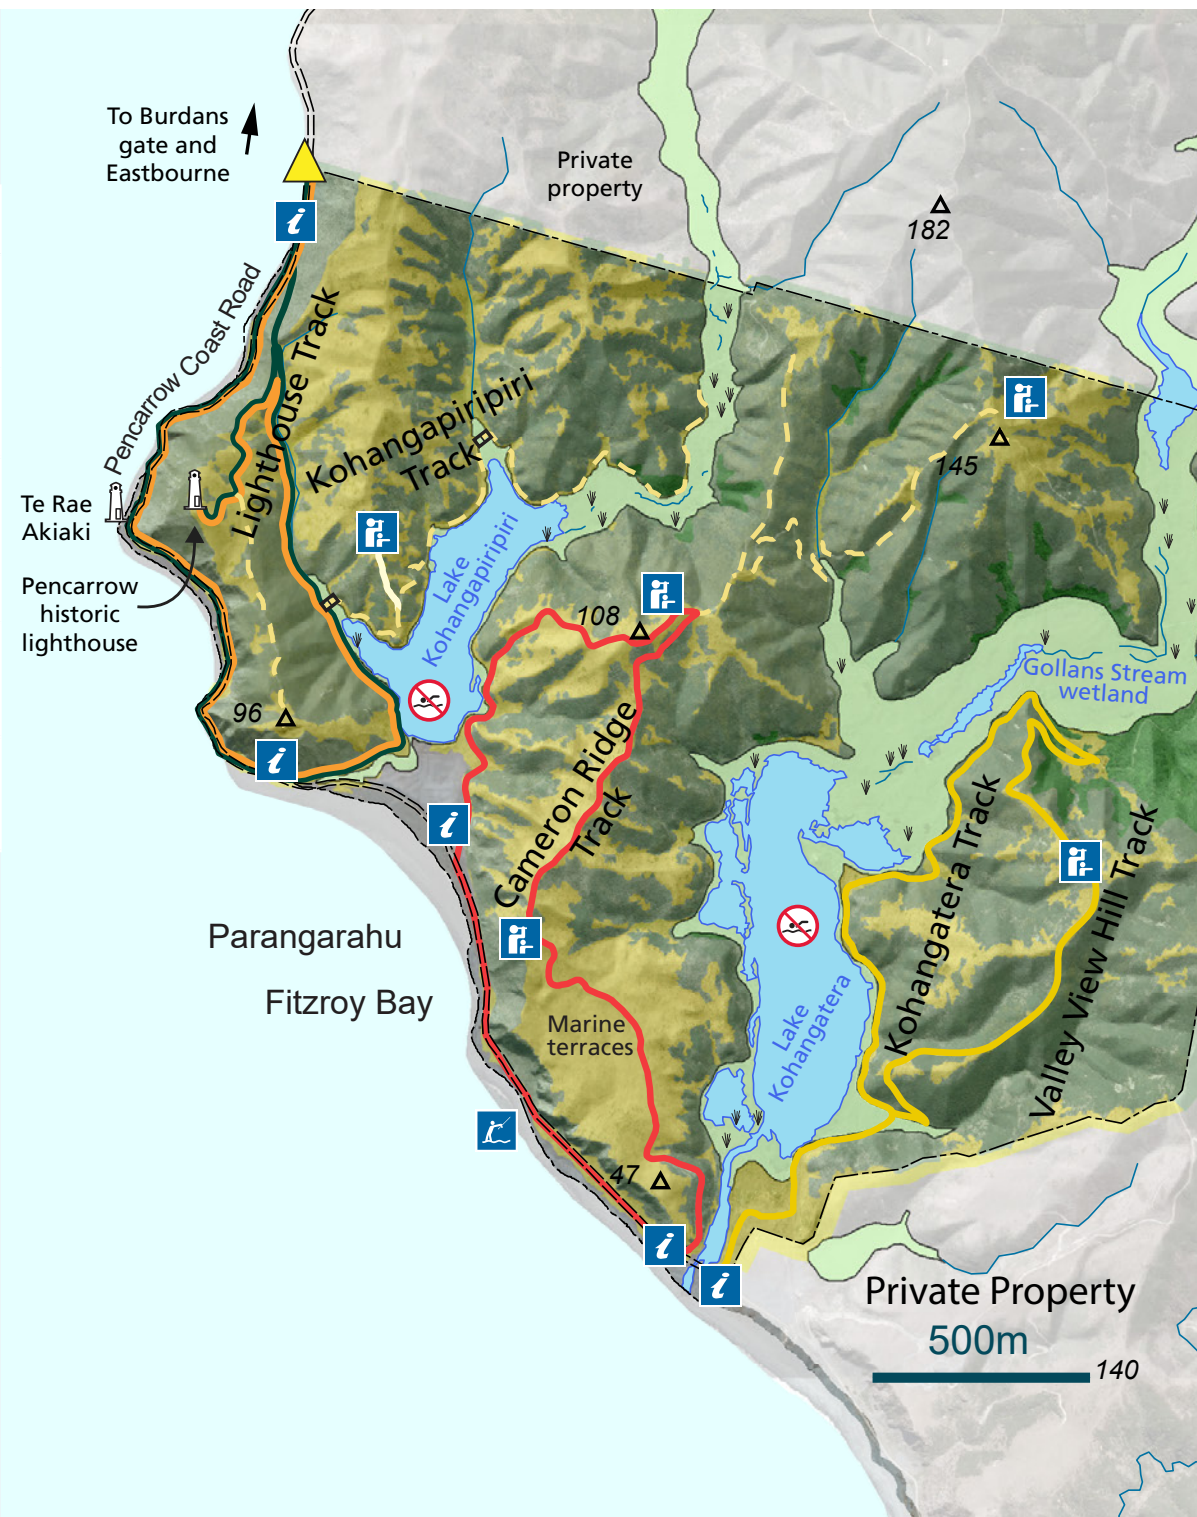 To Burdans
gate and
Eastbourne
Private
property
182
i
Pencarrow Coast Road
Lighthouse Track
Kohangapiripiri
Track
145
Te Rae
Akiaki
Pencarrow
historic
lighthouse
Lake
Kohangapiripiri
108
Gollans Stream
wetland
96
i
i
Cameron Ridge
Track
Kohangatera Track
Valley View Hill Track
Parangarahu
Fitzroy Bay
Marine
terraces
Lake
Kohangatera
47
i
i
Private Property
500m
140